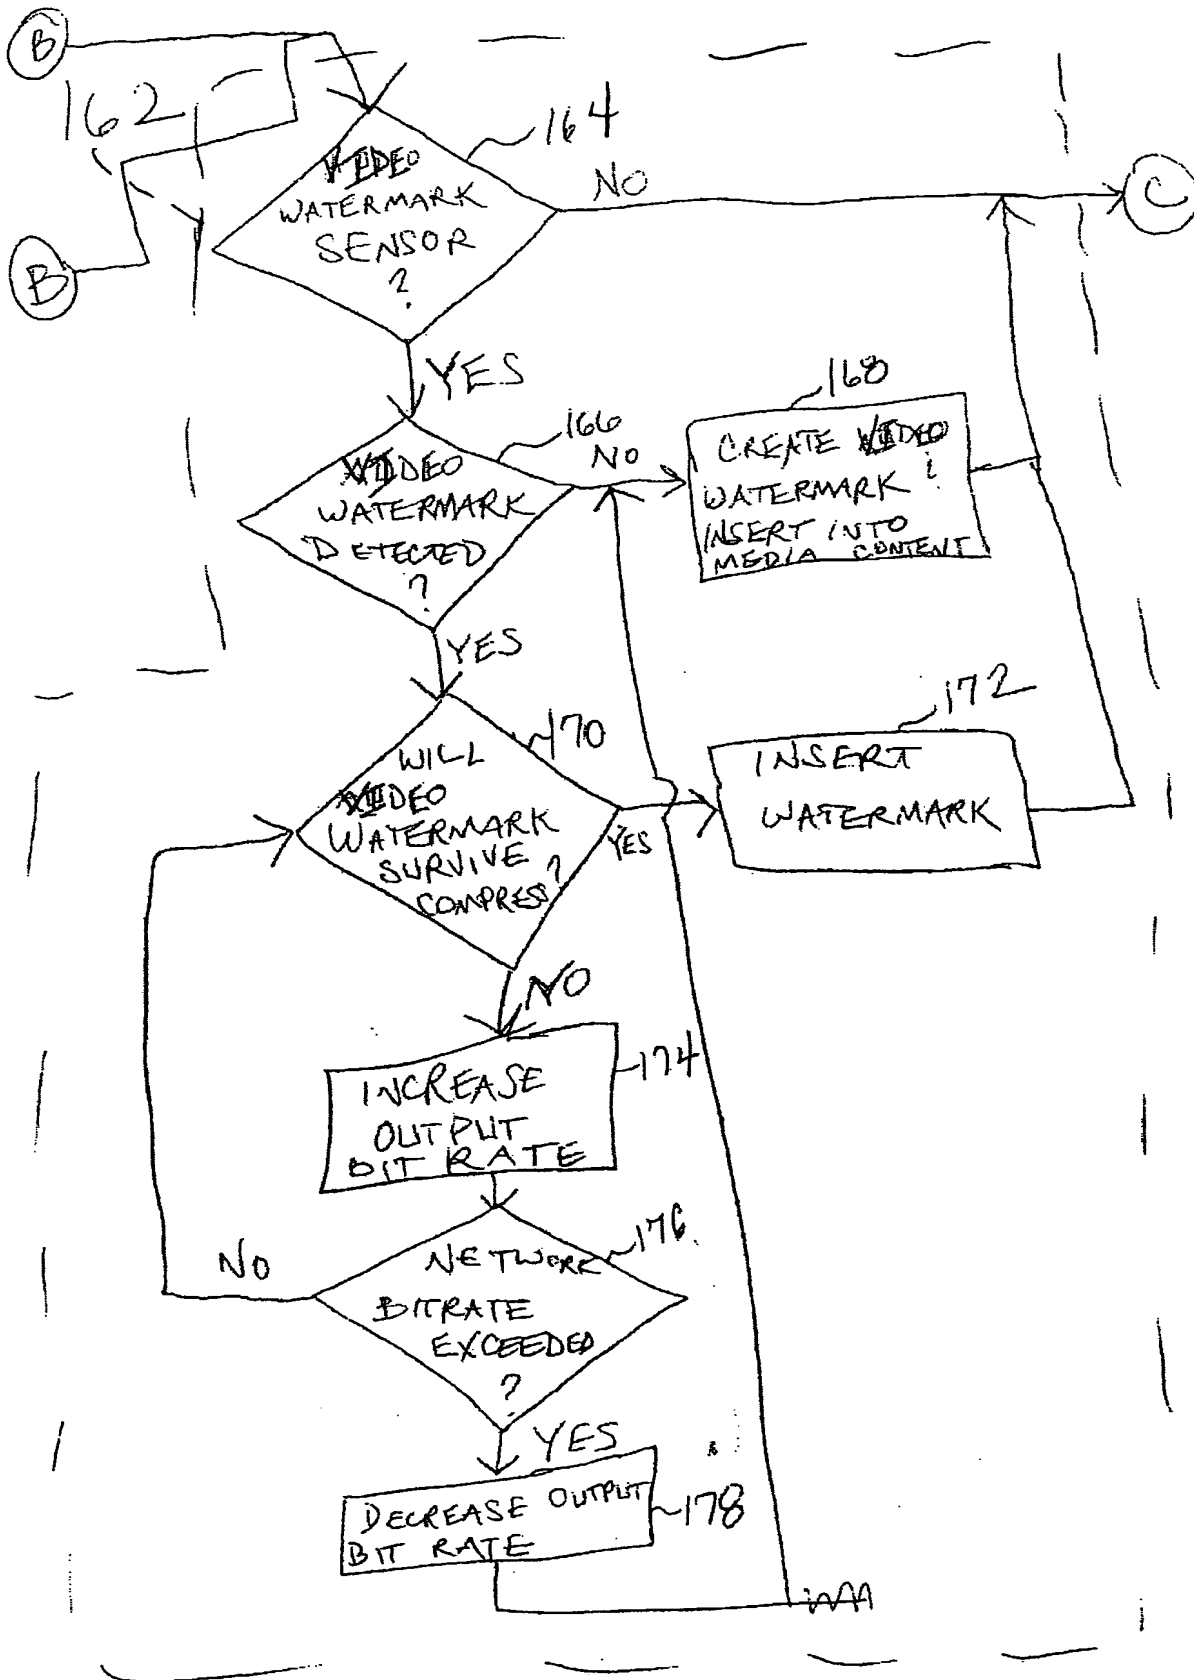 B
162
164
VIDEO
WATERMARK
SENSOR
?
NO
C
B
YES
166
NO
VIDEO
WATERMARK
DETECTED
?
168
CREATE VIDEO
WATERMARK &
INSERT INTO
MEDIA CONTENT
YES
170
WILL
VIDEO
WATERMARK
SURVIVE
COMPRESS?
YES
172
INSERT
WATERMARK
NO
174
INCREASE
OUTPUT
BIT RATE
176
NETWORK
BITRATE
EXCEEDED
?
NO
YES
178
DECREASE OUTPUT
BIT RATE